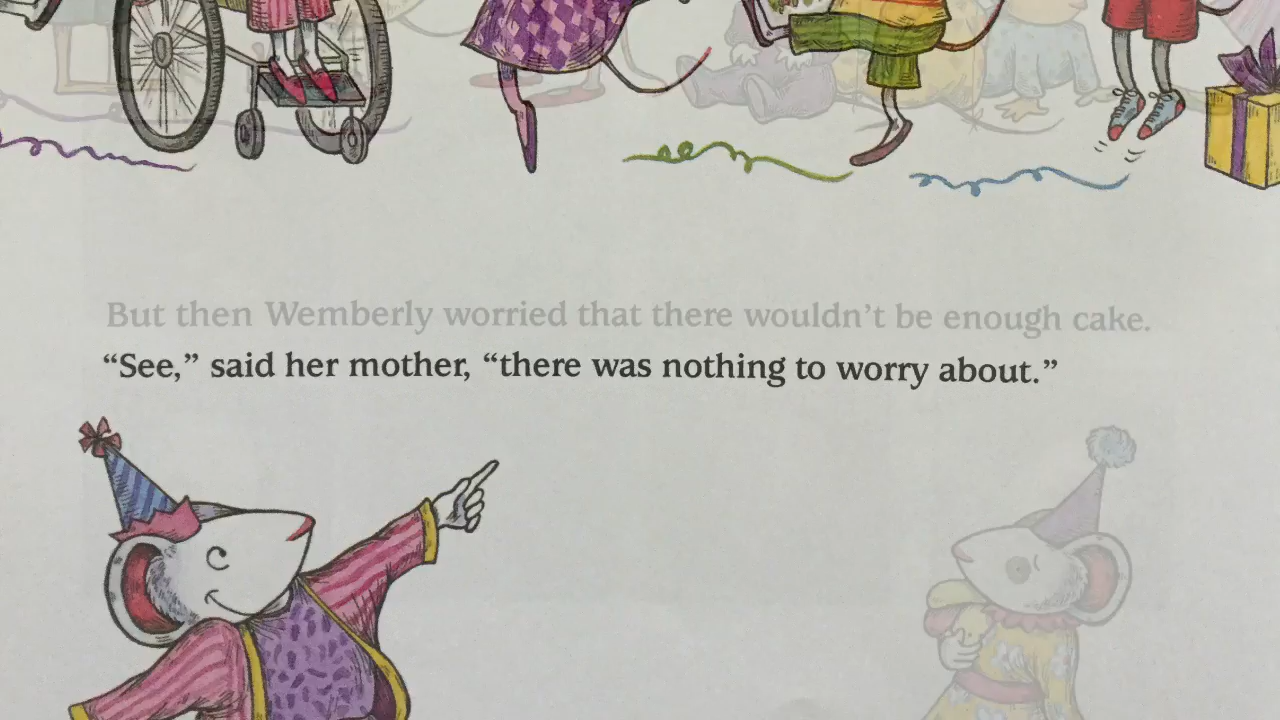 But then Wemberly worried that there wouldn't be enough cake.
“See,” said her mother, “there was nothing to worry about.”